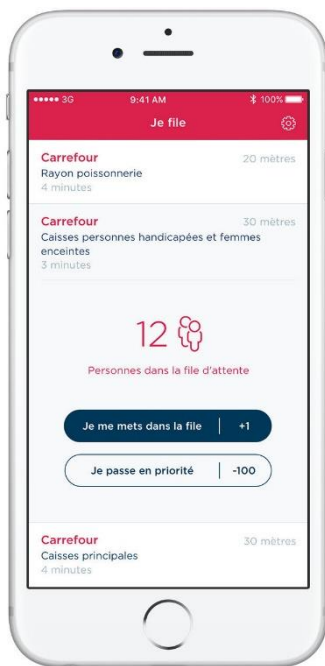 3G 9:41 AM 100%
Je file
Carrefour 20 mètres
Rayon poissonnerie
4 minutes
Carrefour 30 mètres
Caisses personnes handicapées et femmes
enceintes
3 minutes
12
Personnes dans la file d'attente
Je me mets dans la file | +1
Je passe en priorité | -100
Carrefour 30 mètres
Caisses principales
4 minutes